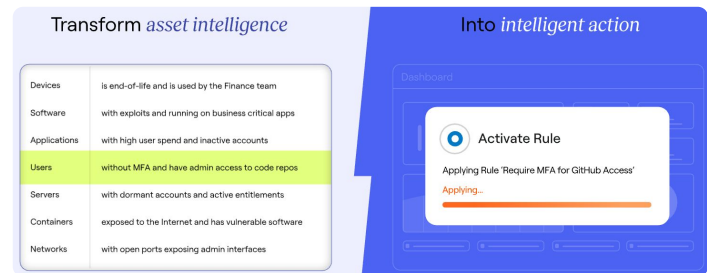 Transform asset intelligence
Devices is end-of-life and is used by the Finance team
Software with exploits and running on business critical apps
Applications with high user spend and inactive accounts
Users without MFA and have admin access to code repos
Servers with dormant accounts and active entitlements
Containers exposed to the Internet and has vulnerable software
Networks with open ports exposing admin interfaces
Into intelligent action
Dashboard
Activate Rule
Applying Rule 'Require MFA for GitHub Access'
Applying...